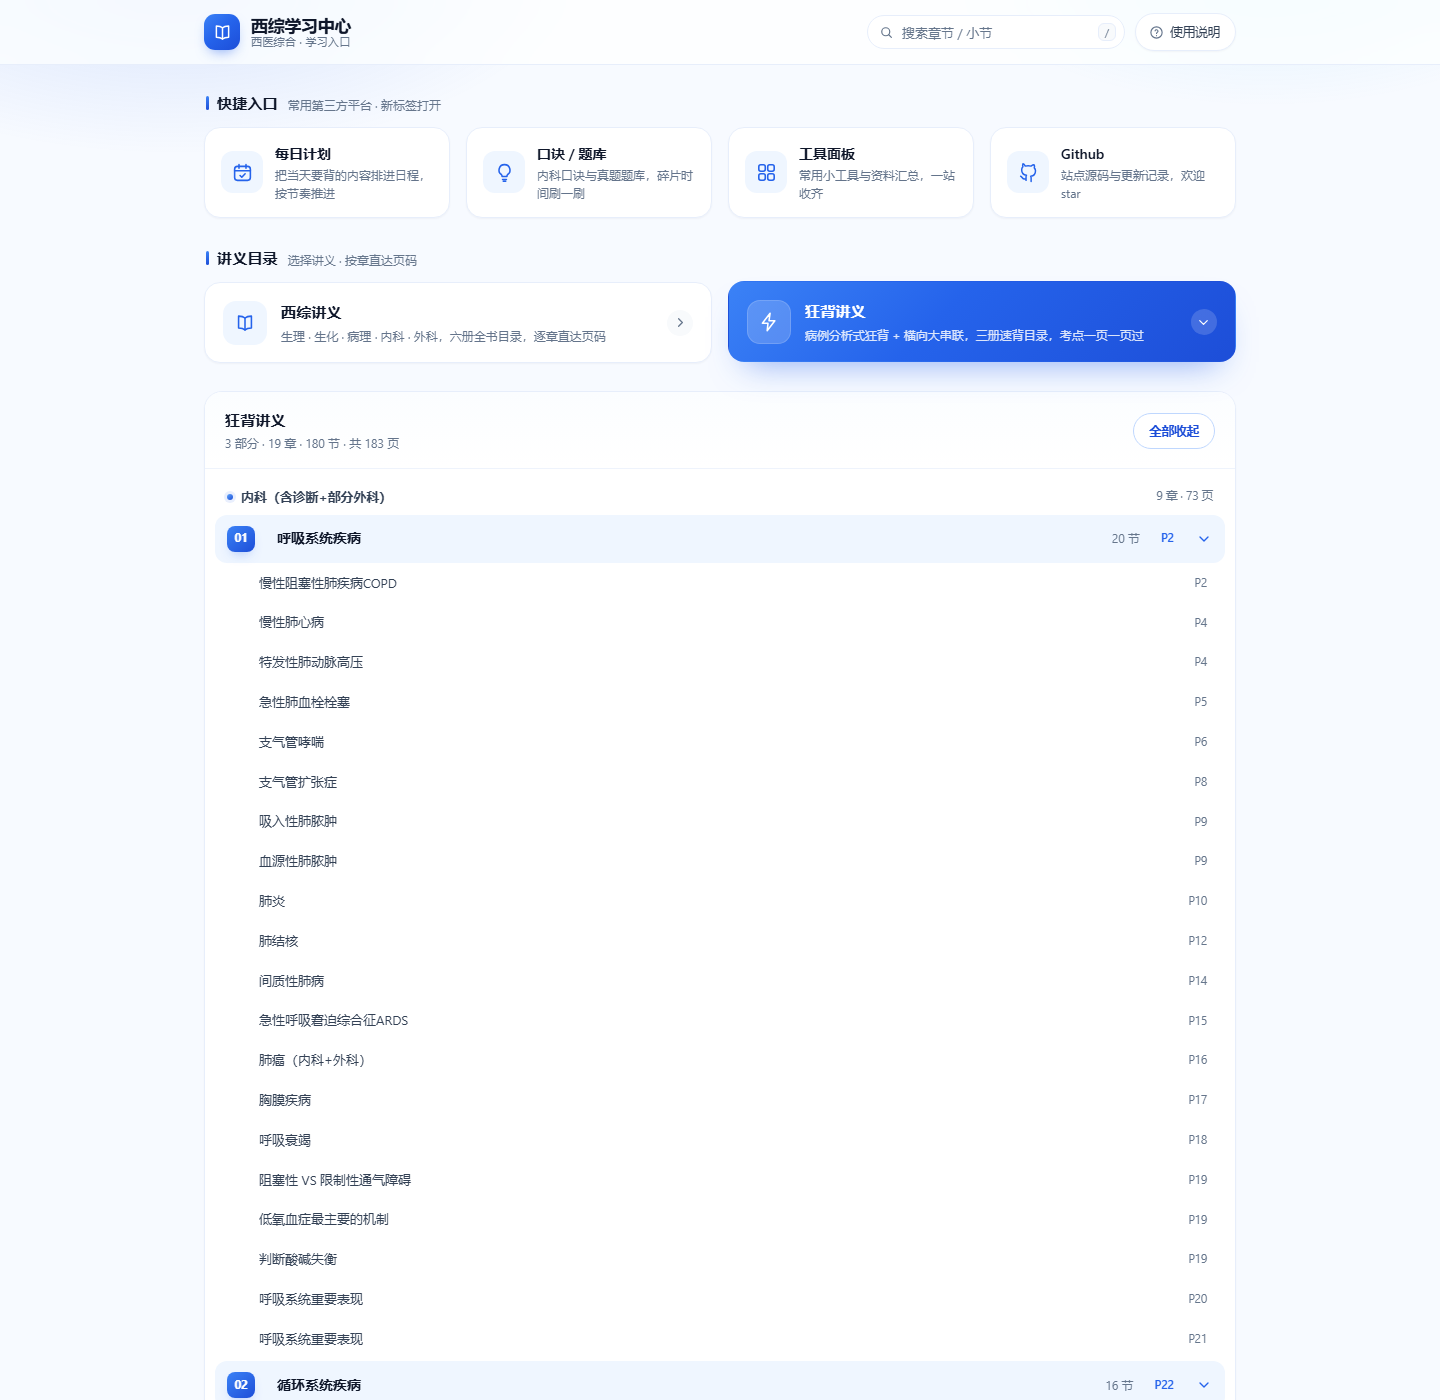 西综学习中心
西医综合 · 学习入口
搜索章节 / 小节
/
使用说明
快捷入口 常用第三方平台 · 新标签打开
每日计划
把当天要背的内容排进日程,
按节奏推进
口诀 / 题库
内科口诀与真题题库，碎片时
间刷一刷
工具面板
常用小工具与资料汇总，一站
收齐
Github
站点源码与更新记录，欢迎
star
讲义目录 选择讲义 · 按章直达页码
西综讲义
生理 · 生化 · 病理 · 内科 · 外科，六册全书目录，逐章直达页码
狂背讲义
病例分析式狂背 + 横向大串联，三册速背目录，考点一页一页过
狂背讲义
3 部分 · 19 章 · 180 节 · 共 183 页
全部收起
内科（含诊断+部分外科） 9 章 · 73 页
01 呼吸系统疾病 20 节 P2
慢性阻塞性肺疾病COPD P2
慢性肺心病 P4
特发性肺动脉高压 P4
急性肺血栓栓塞 P5
支气管哮喘 P6
支气管扩张症 P8
吸入性肺脓肿 P9
血源性肺脓肿 P9
肺炎 P10
肺结核 P12
间质性肺病 P14
急性呼吸窘迫综合征ARDS P15
肺癌（内科+外科） P16
胸膜疾病 P17
呼吸衰竭 P18
阻塞性 VS 限制性通气障碍 P19
低氧血症最主要的机制 P19
判断酸碱失衡 P19
呼吸系统重要表现 P20
呼吸系统重要表现 P21
02 循环系统疾病 16 节 P22